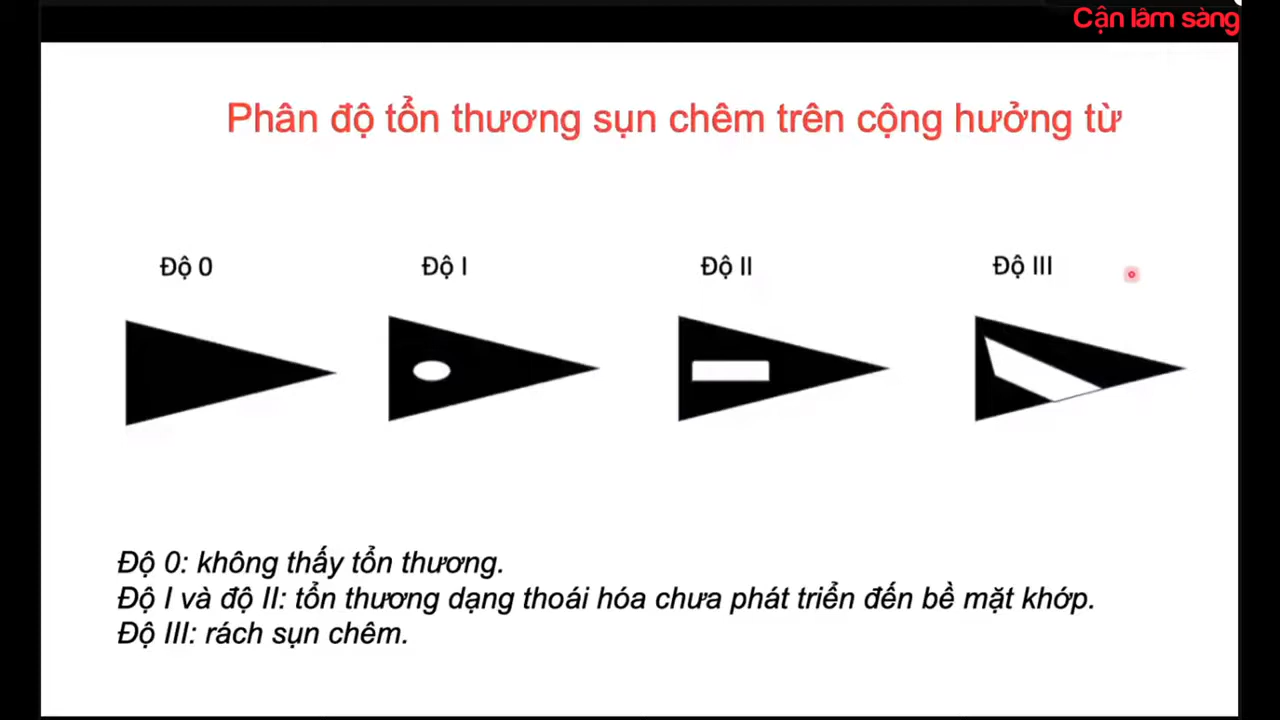 Cận lâm sàng
Phân độ tổn thương sụn chêm trên cộng hưởng từ
Độ 0
Độ I
Độ II
Độ III
Độ 0: không thấy tổn thương.
Độ I và độ II: tổn thương dạng thoái hóa chưa phát triển đến bề mặt khớp.
Độ III: rách sụn chêm.